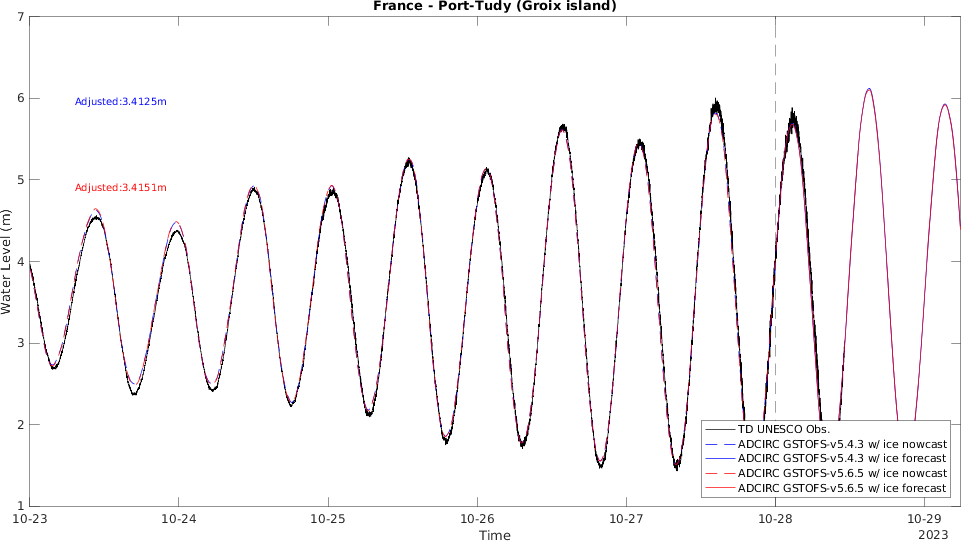 France - Port-Tudy (Groix island)
7
6
5
4
3
2
1
Water Level (m)
Adjusted:3.4125m
Adjusted:3.4151m
TD UNESCO Obs.
ADCIRC GSTOFS-v5.4.3 w/ ice nowcast
ADCIRC GSTOFS-v5.4.3 w/ ice forecast
ADCIRC GSTOFS-v5.6.5 w/ ice nowcast
ADCIRC GSTOFS-v5.6.5 w/ ice forecast
10-23 10-24 10-25 10-26 10-27 10-28 10-29
Time
2023